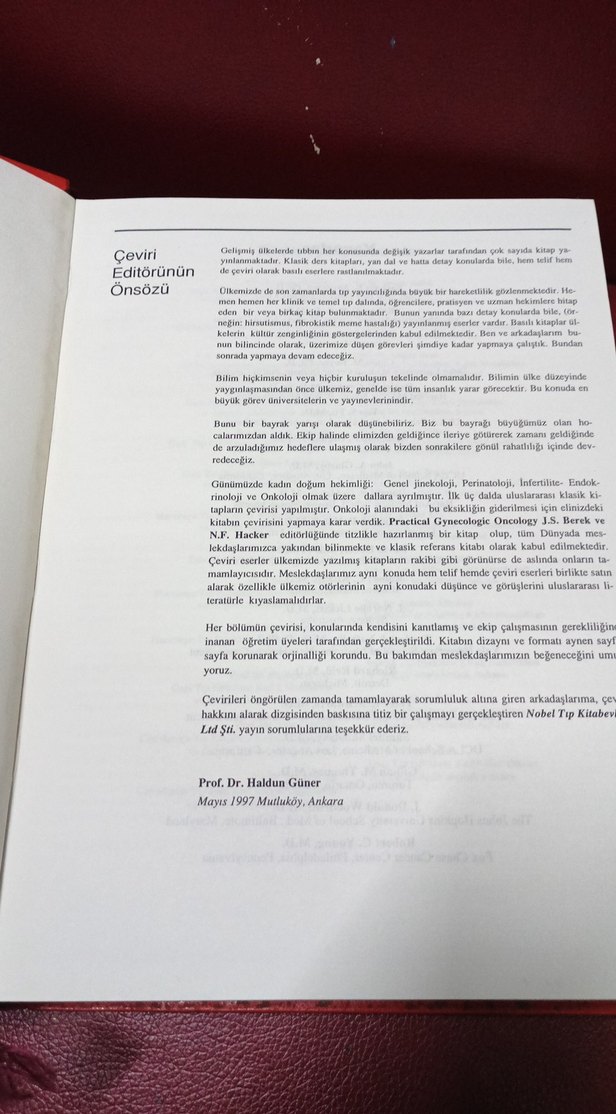 Çeviri
Editörünün
Önsözü
Gelişmiş ülkelerde tıbbın her konusunda değişik yazarlar tarafından çok sayıda kitap ya-
yınlanmaktadır. Klasik ders kitapları, yan dal ve hatta detay konularda bile, hem telif hem
de çeviri olarak basılı eserlere rastlanılmaktadır.
Ülkemizde de son zamanlarda tıp yayıncılığında büyük bir hareketlilik gözlenmektedir. He-
men hemen her klinik ve temel tıp dalında, öğrencilere, pratisyen ve uzman hekimlere hitap
eden bir veya birkaç kitap bulunmaktadır. Bunun yanında bazı detay konularda bile, (ör-
neğin: hirsutismus, fibrokistik meme hastalığı) yayınlanmış eserler vardır. Basılı kitaplar ül-
kelerin kültür zenginliğinin göstergelerinden kabul edilmektedir. Ben ve arkadaşlarım bu-
nun bilincinde olarak, üzerimize düşen görevleri şimdiye kadar yapmaya çalıştık. Bundan
sonrada yapmaya devam edeceğiz.
Bilim hiçkimsenin veya hiçbir kuruluşun tekelinde olmamalıdır. Bilimin ülke düzeyinde
yaygınlaşmasından önce ülkemiz, genelde ise tüm insanlık yarar görecektir. Bu konuda en
büyük görev üniversitelerin ve yayınevlerinindir.
Bunu bir bayrak yarışı olarak düşünebiliriz. Biz bu bayrağı büyüğümüz olan ho-
calarımızdan aldık. Ekip halinde elimizden geldiğince ileriye götürerek zamanı geldiğinde
de arzuladığımız hedeflere ulaşmış olarak bizden sonrakilere gönül rahatlılığı içinde dev-
redeceğiz.
Günümüzde kadın doğum hekimliği: Genel jinekoloji, Perinatoloji, İnfertilite- Endok-
rinoloji ve Onkoloji olmak üzere dallara ayrılmıştır. İlk üç dalda uluslararası klasik ki-
tapların çevirisi yapılmıştır. Onkoloji alanındaki bu eksikliğin giderilmesi için elinizdeki
kitabın çevirisini yapmaya karar verdik. Practical Gynecologic Oncology J.S. Berek ve
N.F. Hacker editörlüğünde titizlikle hazırlanmış bir kitap olup, tüm Dünyada mes-
lekdaşlarımızca yakından bilinmekte ve klasik referans kitabı olarak kabul edilmektedir.
Çeviri eserler ülkemizde yazılmış kitapların rakibi gibi görünürse de aslında onların ta-
mamlayıcısıdır. Meslekdaşlarımız aynı konuda hem telif hemde çeviri eserleri birlikte satın
alarak özellikle ülkemiz otörlerinin ayni konudaki düşünce ve görüşlerini uluslararası li-
teratürle kıyaslamalıdırlar.
Her bölümün çevirisi, konularında kendisini kanıtlamış ve ekip çalışmasının gerekliliğine
inanan öğretim üyeleri tarafından gerçekleştirildi. Kitabın dizaynı ve formatı aynen sayf
sayfa korunarak orjinalliği korundu. Bu bakımdan meslekdaşlarımızın beğeneceğini umu
yoruz.
Çevirileri öngörülen zamanda tamamlayarak sorumluluk altına giren arkadaşlarıma, çev
hakkını alarak dizgisinden baskısına titiz bir çalışmayı gerçekleştiren Nobel Tıp Kitabevi
Ltd Şti. yayın sorumlularına teşekkür ederiz.
Prof. Dr. Haldun Güner
Mayıs 1997 Mutluköy, Ankara